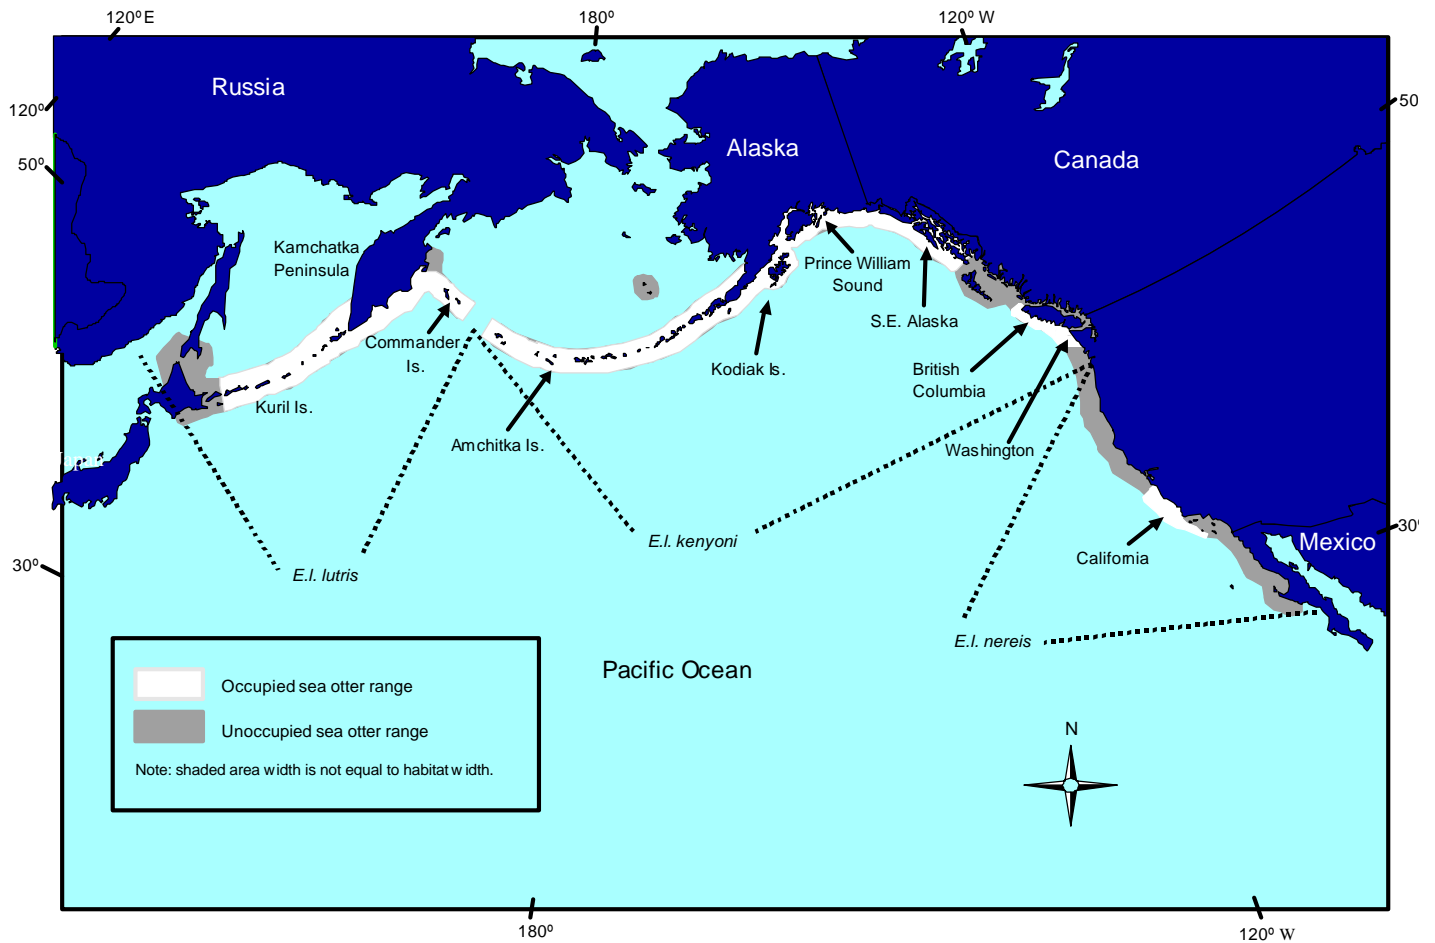 120º E
180º
120º W
Russia
120º
50
50º
Alaska
Canada
Kamchatka
Peninsula
Prince William
Sound
S.E. Alaska
Commander
Is.
Kodiak Is.
British
Columbia
Kuril Is.
Amchitka Is.
Washington
Japan
30º
Mexico
E.l. kenyoni
California
30º
E.l. lutris
E.l. nereis
Pacific Ocean
Occupied sea otter range
Unoccupied sea otter range
Note: shaded area width is not equal to habitat width.
N
180º
120º W